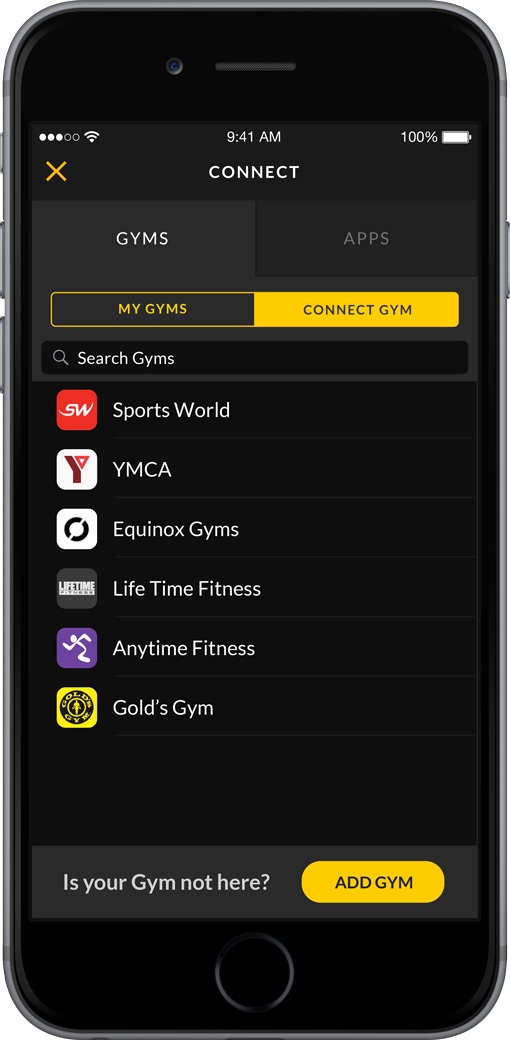 9:41 AM
100%
CONNECT
GYMS
APPS
MY GYMS
CONNECT GYM
Search Gyms
SW
Sports World
Y
YMCA
Equinox Gyms
LIFETIME
FITNESS
Life Time Fitness
Anytime Fitness
GOLD'S
GYM
Gold’s Gym
Is your Gym not here?
ADD GYM